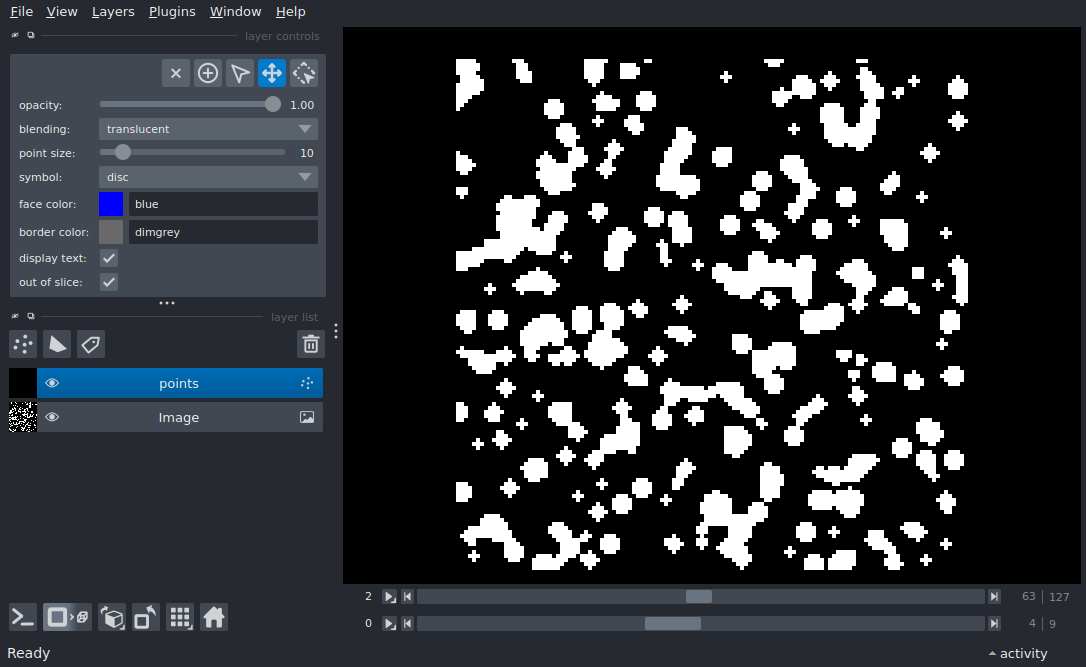 File View Layers Plugins Window Help
layer controls
opacity: 1.00
blending: translucent
point size: 10
symbol: disc
face color: blue
border color: dimgrey
display text:
out of slice:
layer list
points
Image
2 63 127
0 4 9
Ready activity